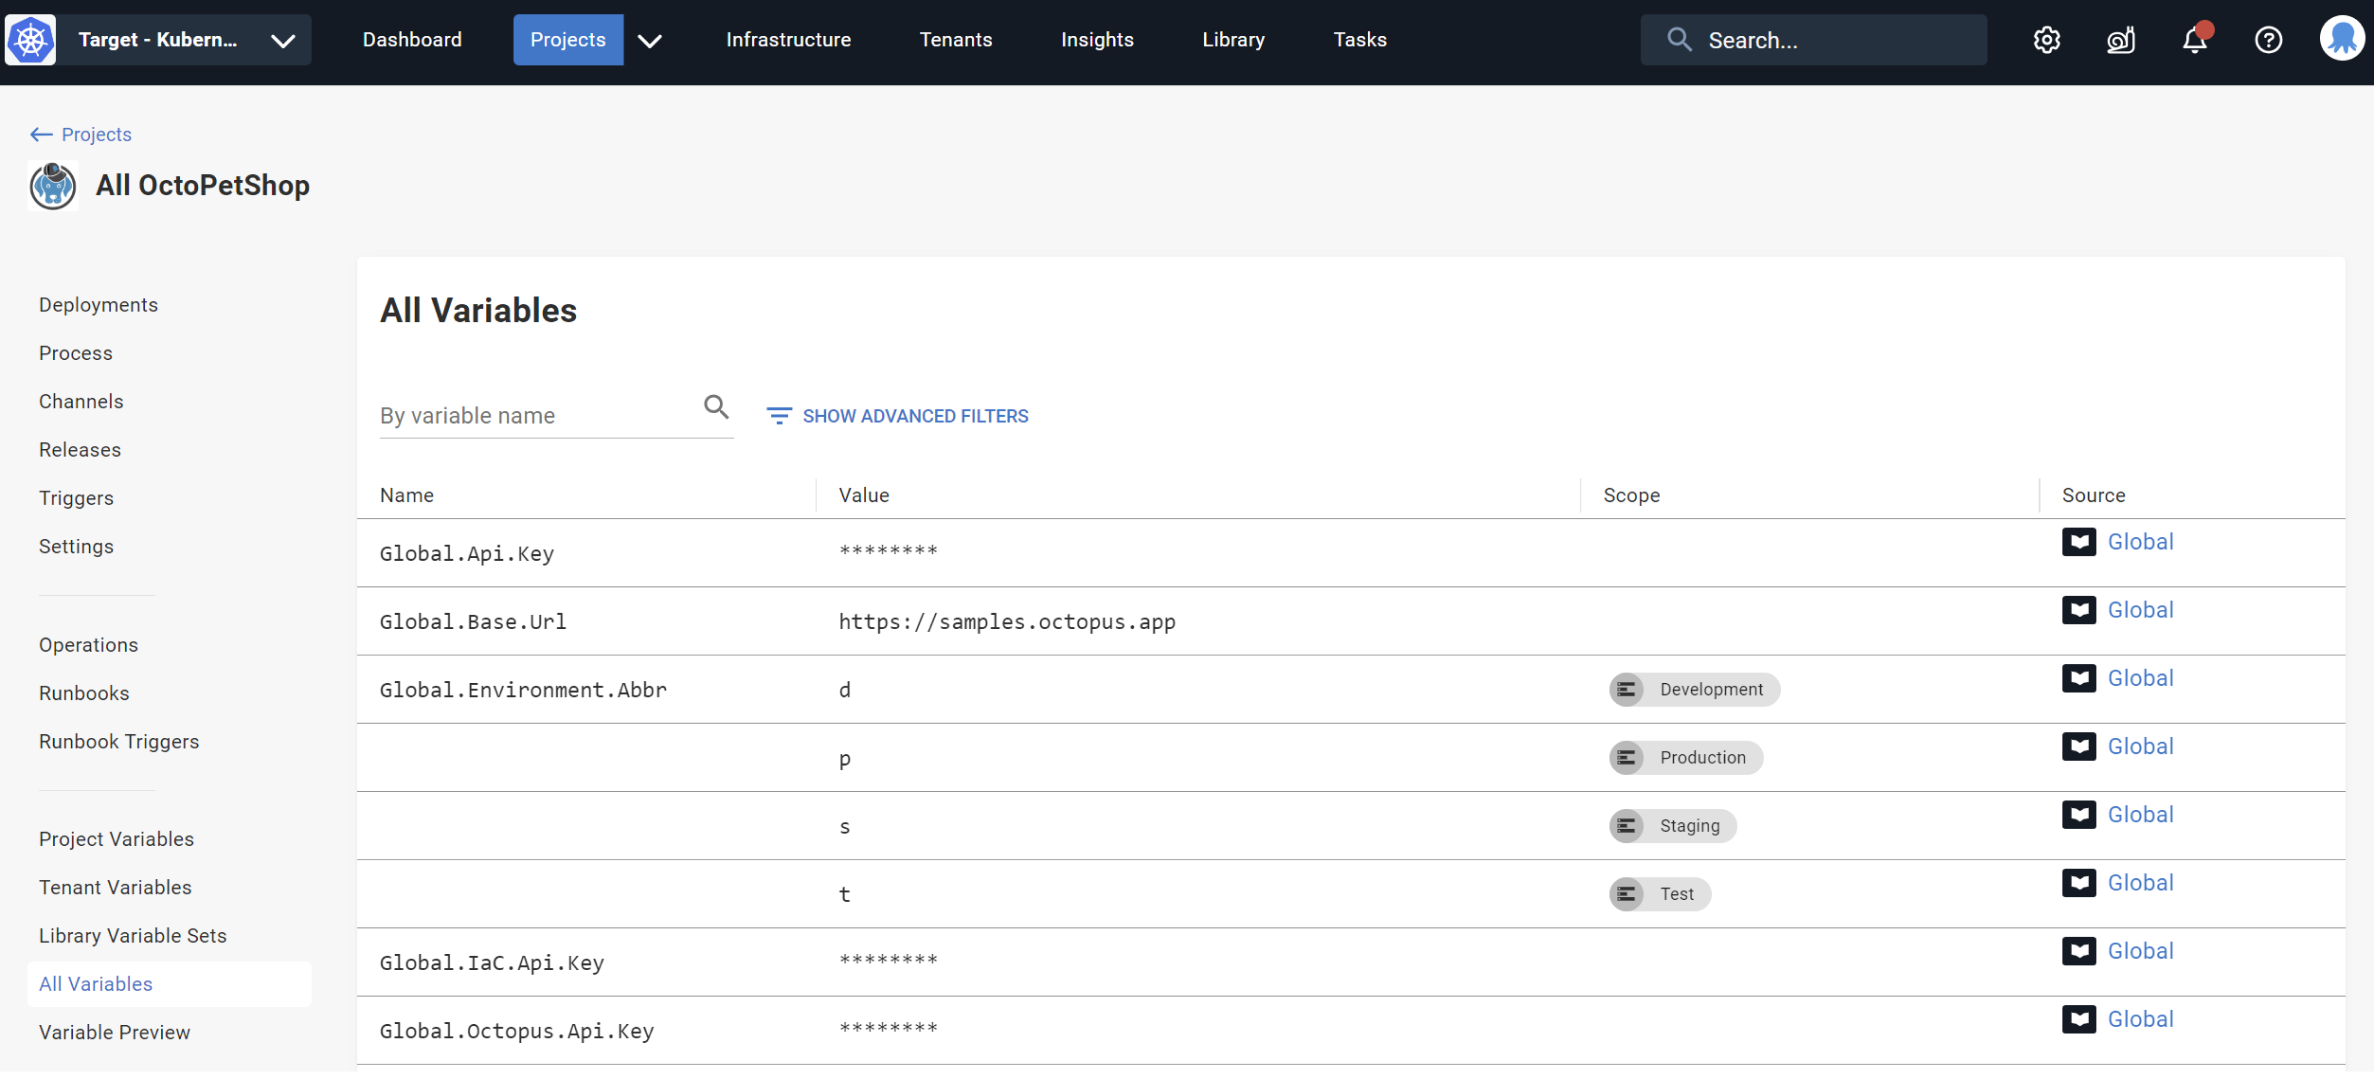 Target - Kubern... Dashboard Projects Infrastructure Tenants Insights Library Tasks Search...
Projects
All OctoPetShop
Deployments
Process
Channels
Releases
Triggers
Settings
Operations
Runbooks
Runbook Triggers
Project Variables
Tenant Variables
Library Variable Sets
All Variables
Variable Preview
All Variables
By variable name SHOW ADVANCED FILTERS
Name Value Scope Source
Global.Api.Key ******** Global
Global.Base.Url https://samples.octopus.app Global
Global.Environment.Abbr d Development Global
p Production Global
s Staging Global
t Test Global
Global.IaC.Api.Key ******** Global
Global.Octopus.Api.Key ******** Global